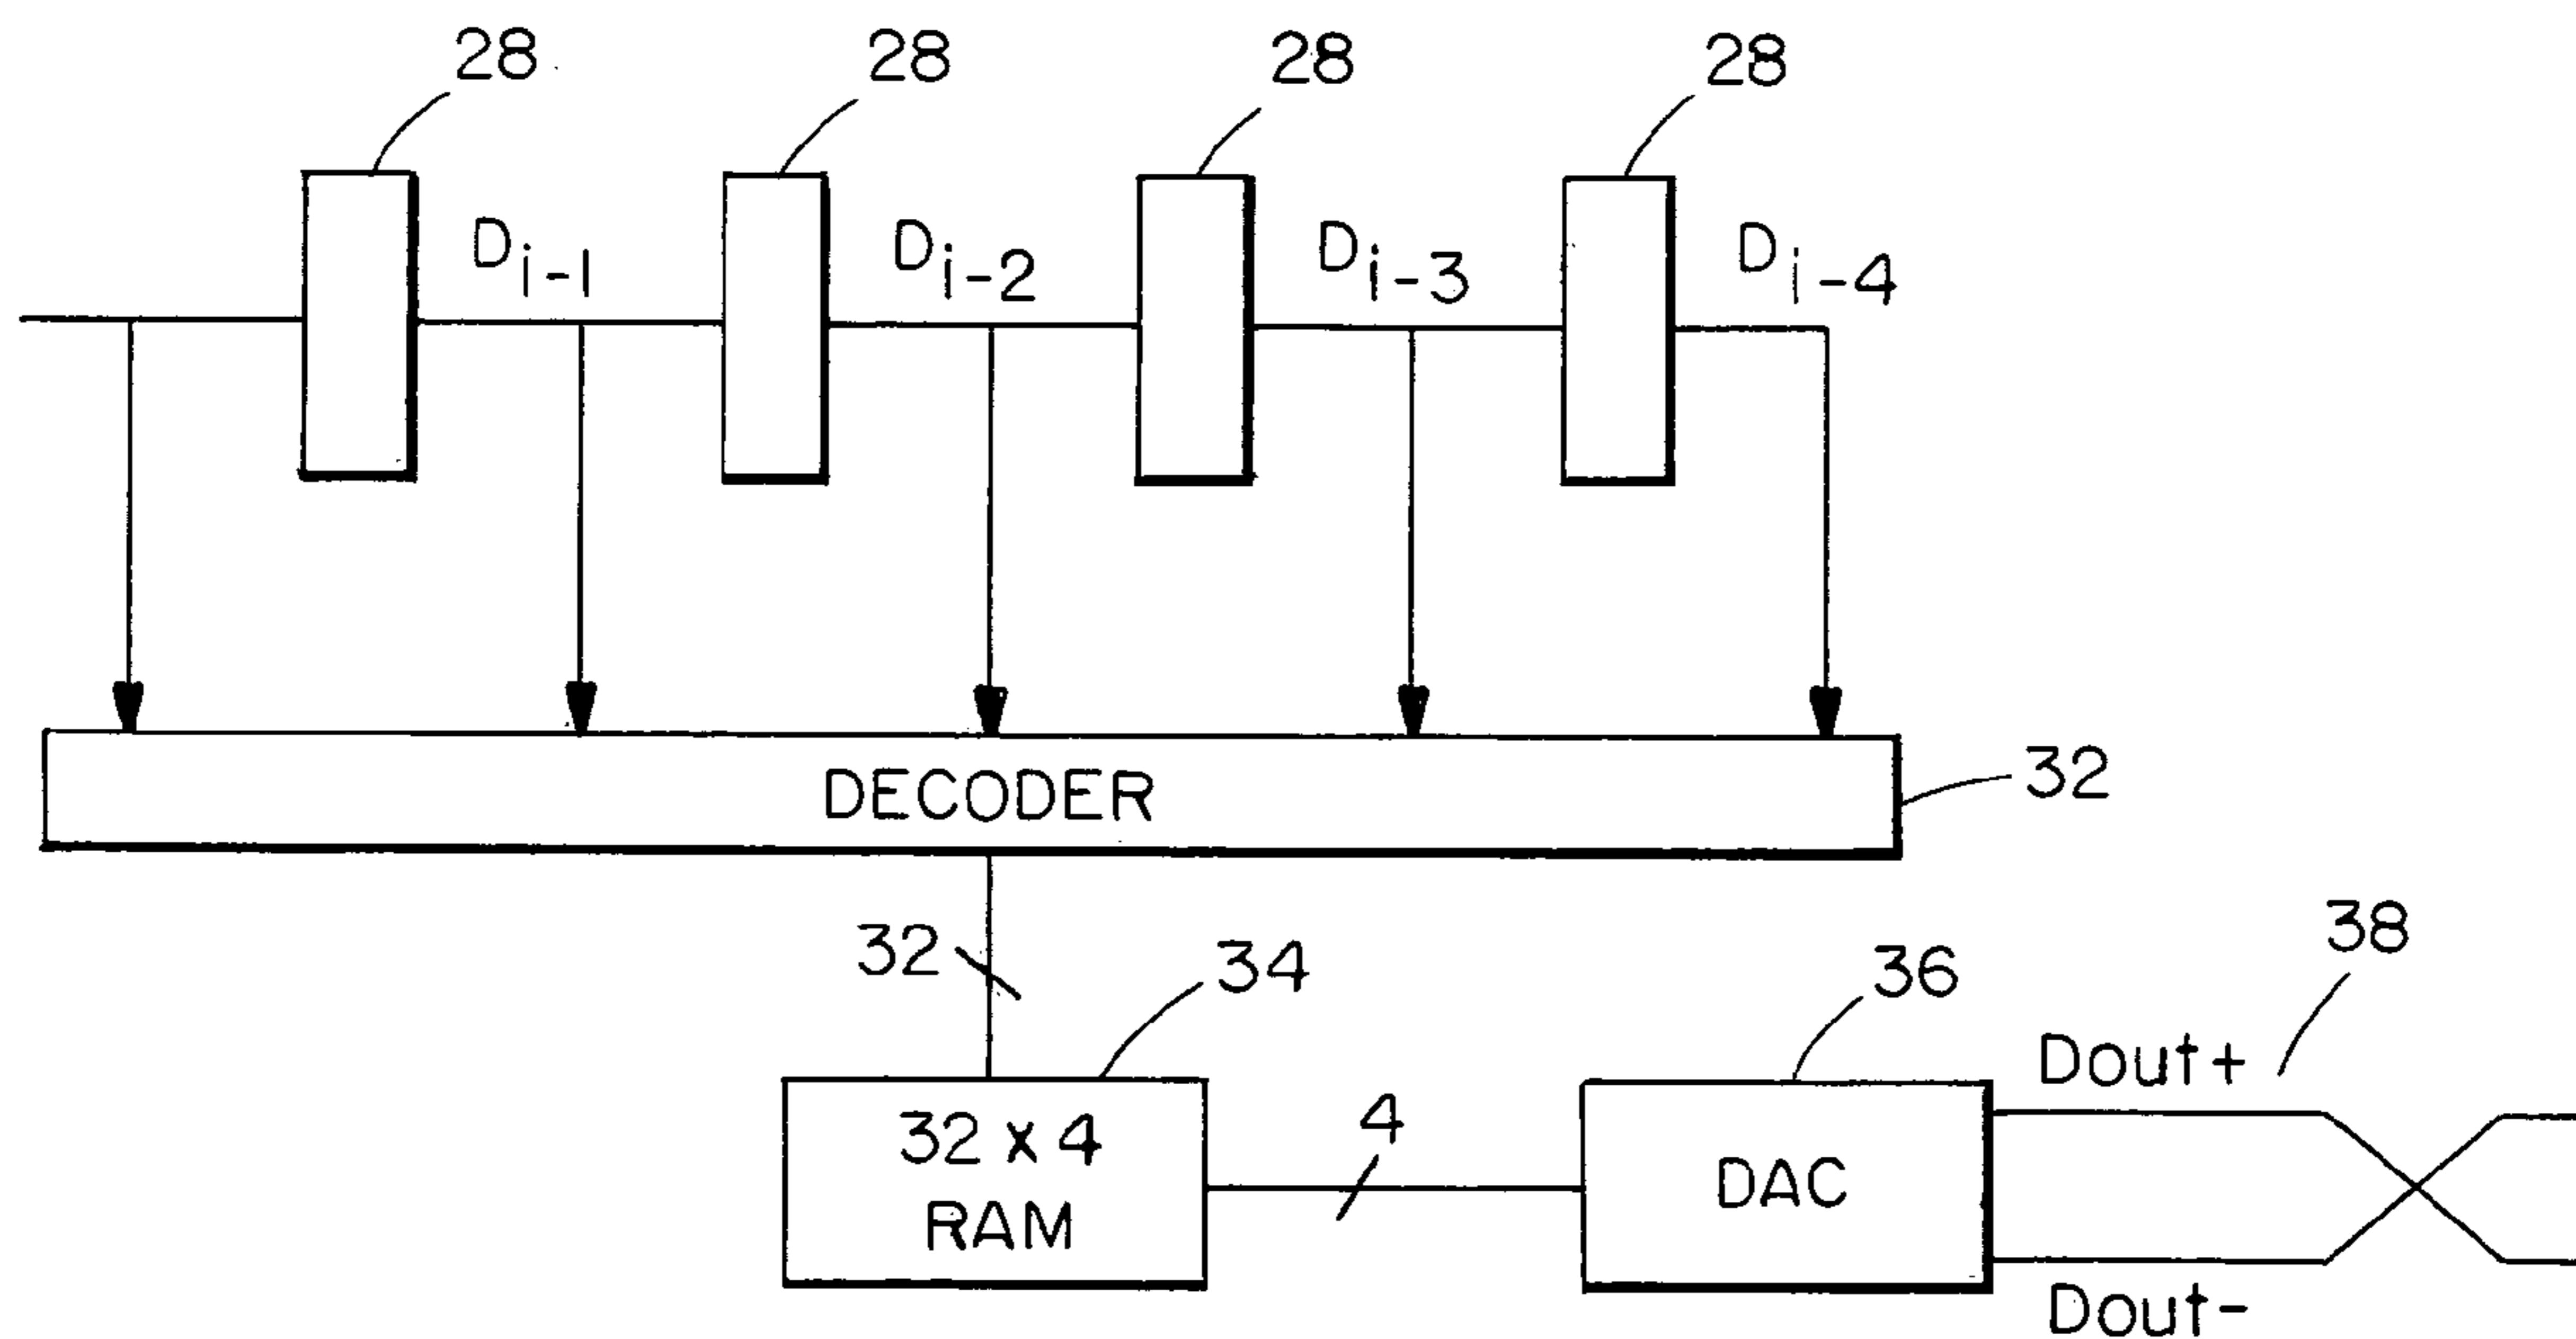 28 28 28 28
Di-1 Di-2 Di-3 Di-4
DECODER
32
32
34
36
38
32 x 4
RAM
4
DAC
Dout+
Dout-